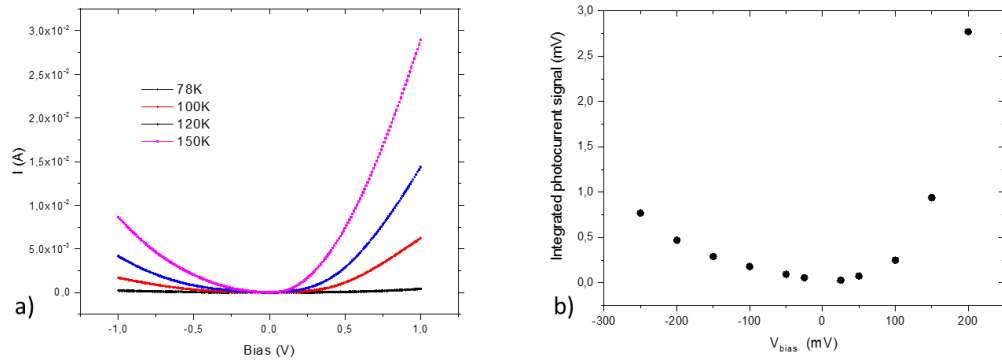 3,0x10⁻²
2,5x10⁻²
2,0x10⁻²
1,5x10⁻²
1,0x10⁻²
5,0x10⁻³
0,0
I (A)
78K
100K
120K
150K
-1,0 -0,5 0,0 0,5 1,0
Bias (V)
a)
3,0
2,5
2,0
1,5
1,0
0,5
0,0
Integrated photocurrent signal (mV)
-300 -200 -100 0 100 200
V_bias (mV)
b)